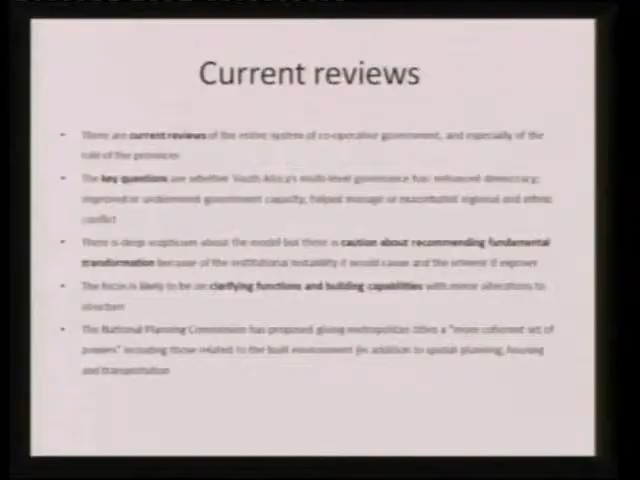 Current reviews
• There are current reviews of the entire system of co-operative government, and especially of the
role of the provinces
• The key questions are whether South Africa's multi-level governance has enhanced democracy;
improved or undermined government capacity; helped manage or exacerbated regional and ethnic
conflict
• There is deep scepticism about the model but there is caution about recommending fundamental
transformation because of the institutional instability it would cause and the interest it
• The focus is likely to be on clarifying functions and building capabilities with minor alterations to
structure
• The National Planning Commission has proposed giving metropolitan cities a "more coherent set of
powers" including those related to the built environment (in addition to spatial planning, housing
and transportation